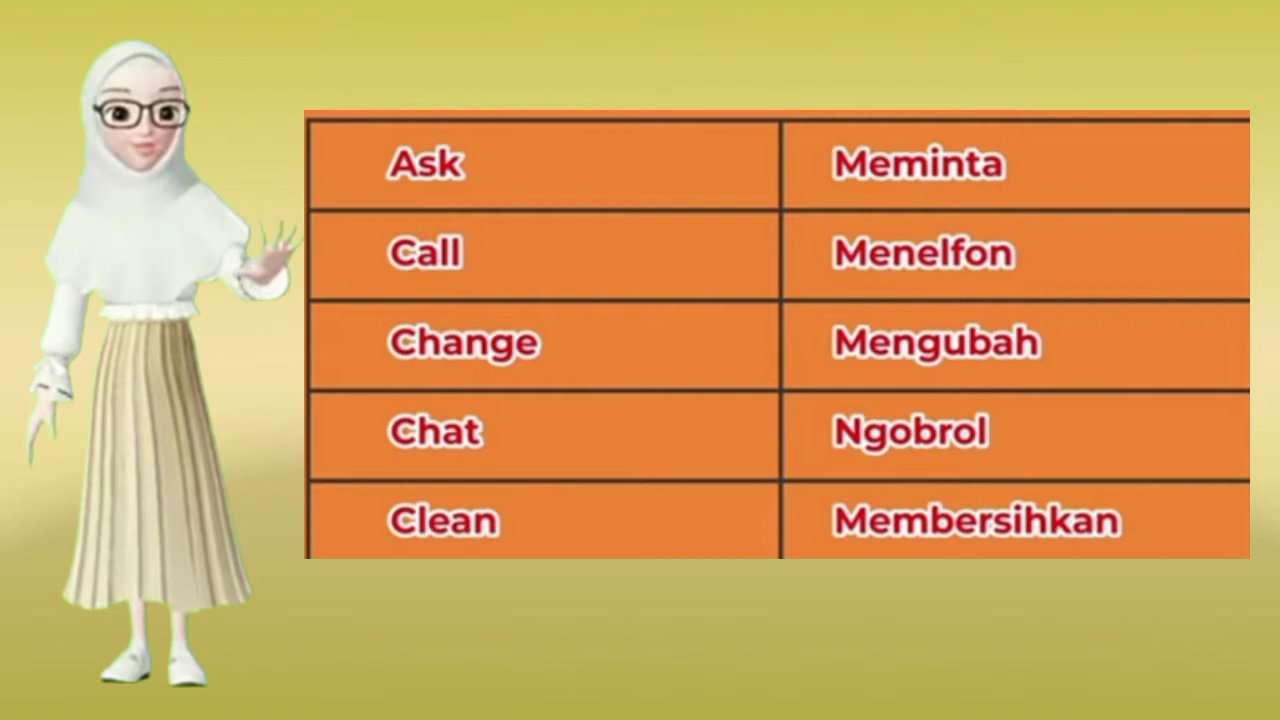 Ask Meminta
Call Menelfon
Change Mengubah
Chat Ngobrol
Clean Membersihkan